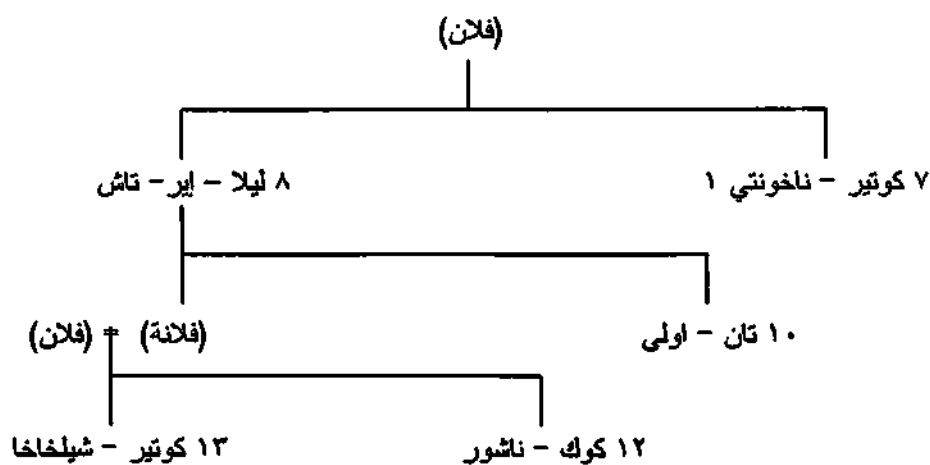 (فلان)
٧ كوتير – ناخونتي ١
٨ ليلا – إير – تاش
١٠ تان – اولى
(فلانة) = (فلان)
١٢ كوك – ناشور
١٣ كوتير – شيلخاخا